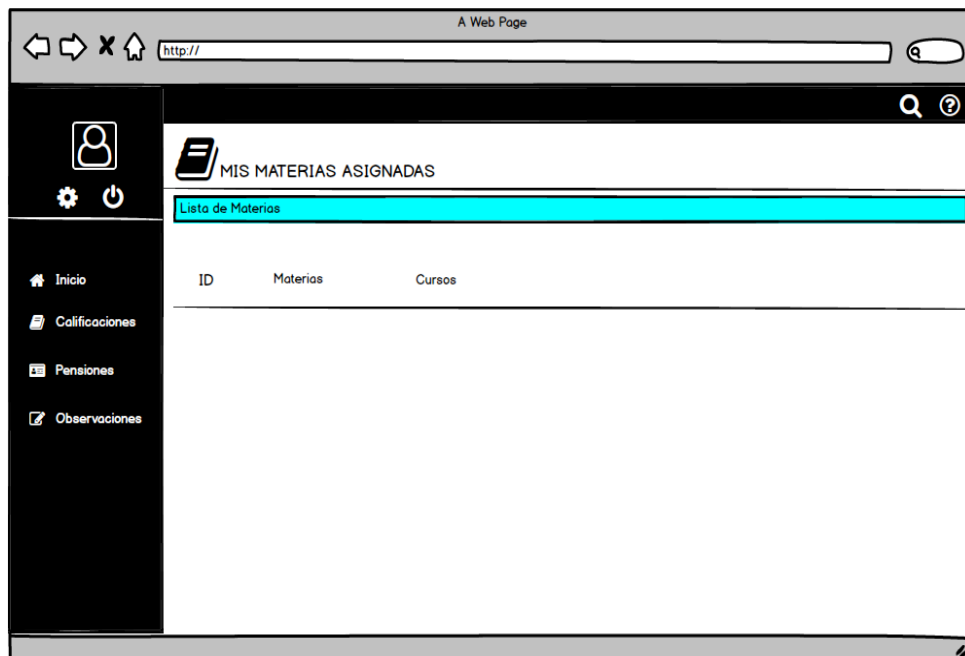 A Web Page
http://
MIS MATERIAS ASIGNADAS
Lista de Materias
Inicio
Calificaciones
Pensiones
Observaciones
ID Materias Cursos